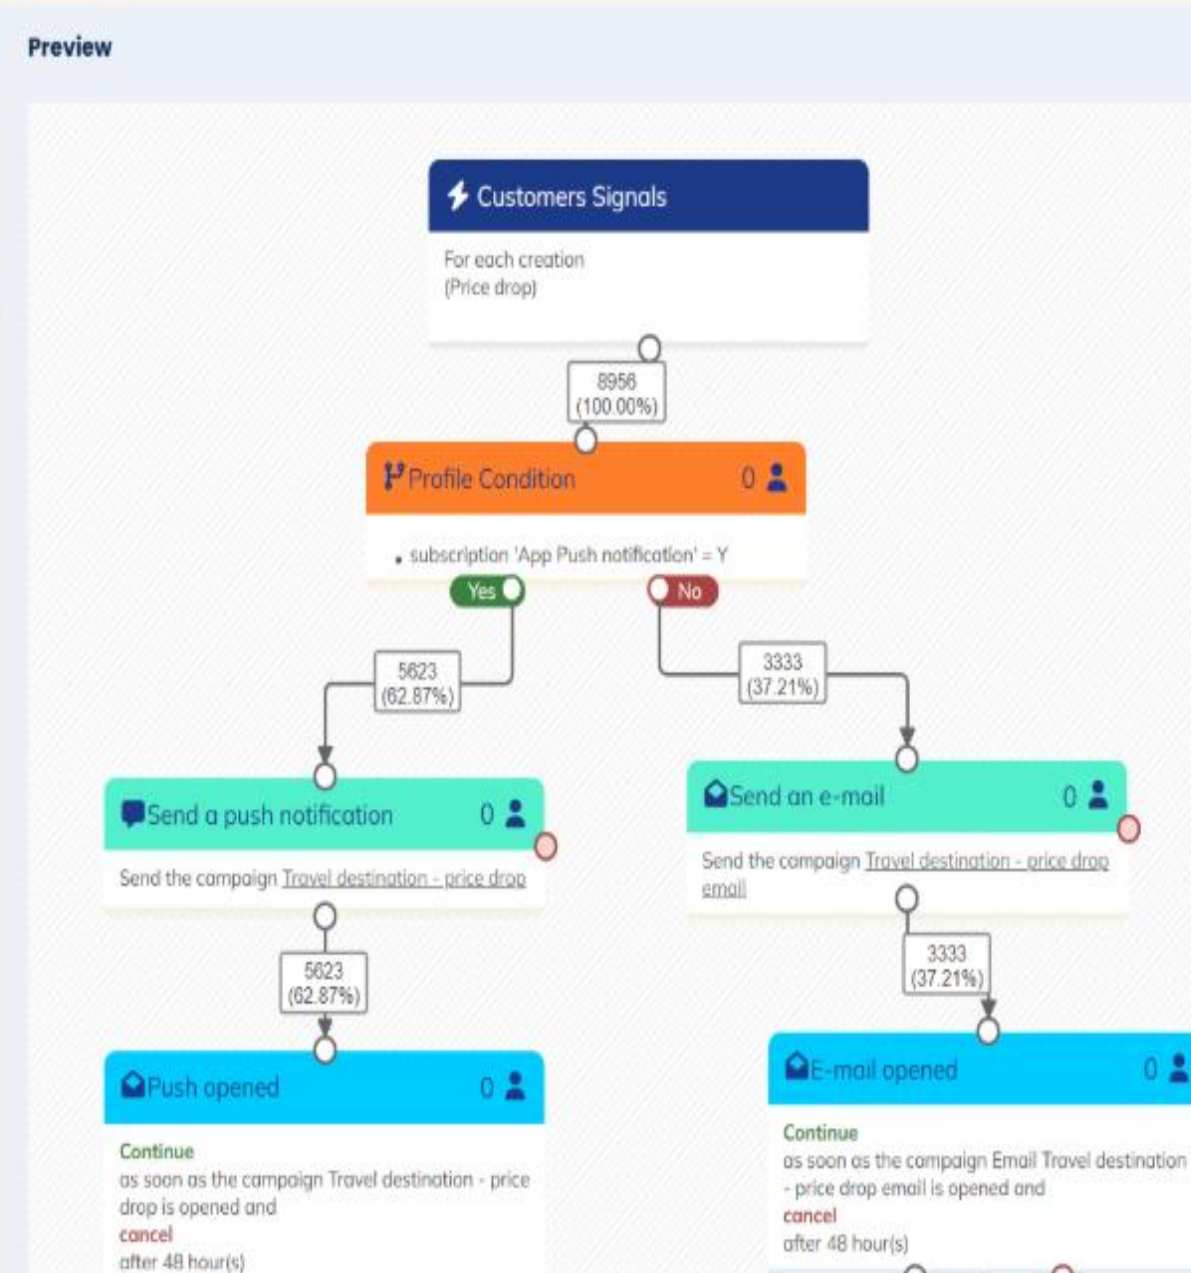 Preview
Customers Signals
For each creation
(Price drop)
8956
(100.00%)
Profile Condition 0
• subscription 'App Push notification' = Y
Yes
No
5623
(62.87%)
3333
(37.21%)
Send a push notification 0
Send the campaign Travel destination - price drop
Send an e-mail 0
Send the campaign Travel destination - price drop
email
5623
(62.87%)
3333
(37.21%)
Push opened 0
Continue
as soon as the campaign Travel destination - price
drop is opened and
cancel
after 48 hour(s)
E-mail opened 0
Continue
as soon as the campaign Email Travel destination
- price drop email is opened and
cancel
after 48 hour(s)